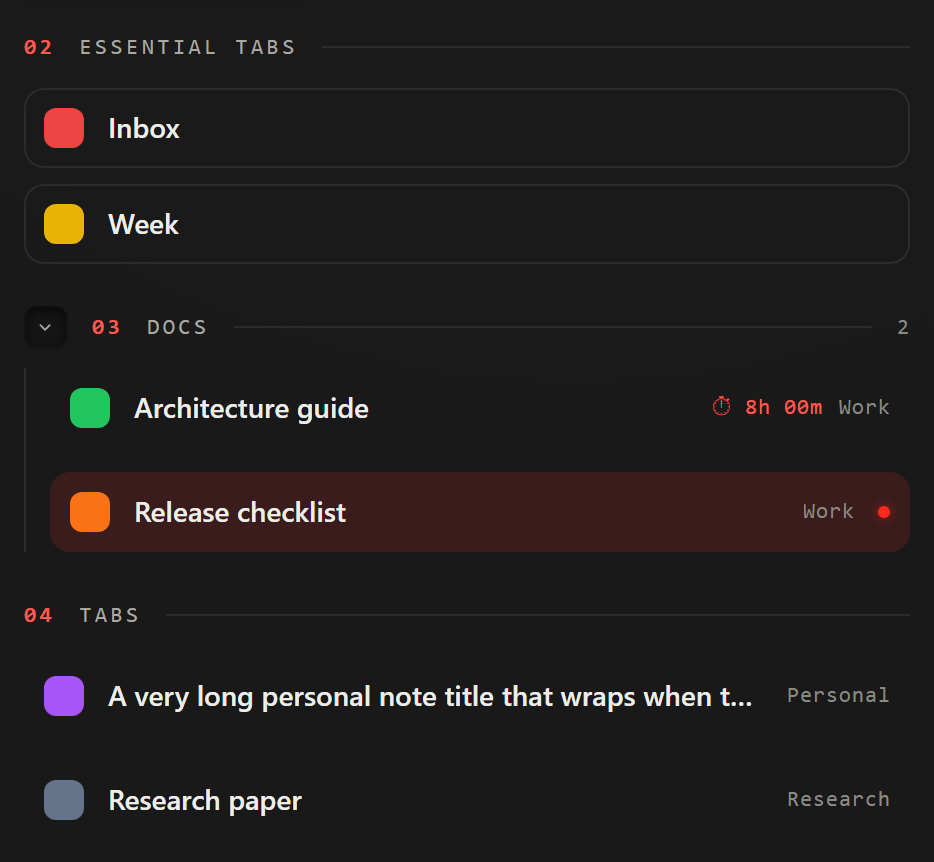 02 ESSENTIAL TABS
Inbox
Week
03 DOCS 2
Architecture guide ⏱ 8h 00m Work
Release checklist Work
04 TABS
A very long personal note title that wraps when t... Personal
Research paper Research